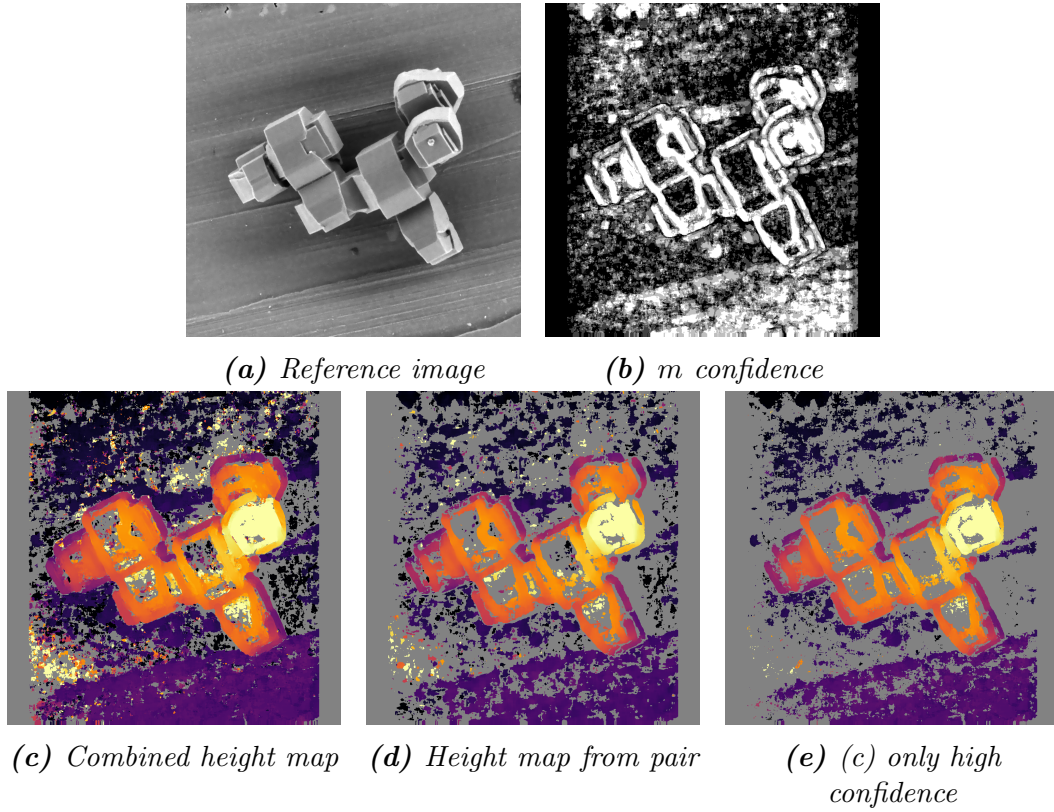 (a) Reference image
(b) m confidence
(c) Combined height map
(d) Height map from pair
(e) (c) only high
confidence